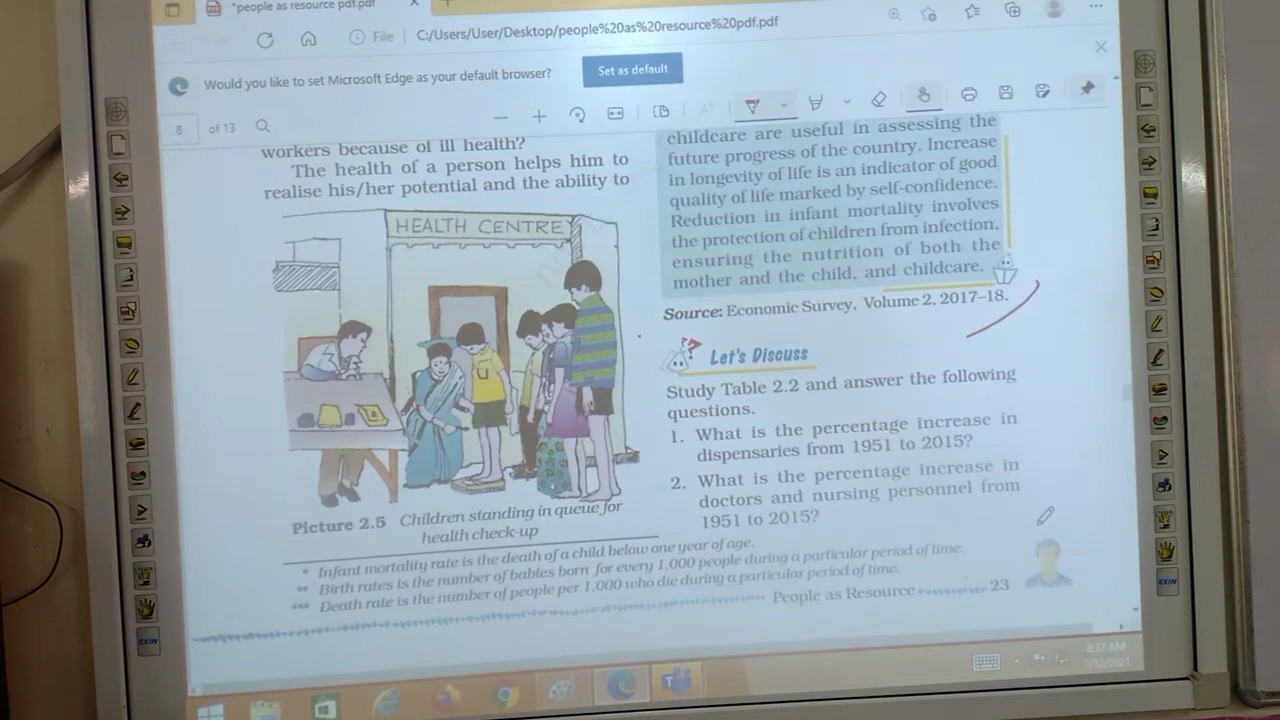 "people as resource pdf.pdf
File C:/Users/User/Desktop/people%20as%20resource%20pdf.pdf
Would you like to set Microsoft Edge as your default browser?
Set as default
8 of 13
workers because of ill health?
The health of a person helps him to
realise his/her potential and the ability to
HEALTH CENTRE
Picture 2.5 Children standing in queue for
health check-up
childcare are useful in assessing the
future progress of the country. Increase
in longevity of life is an indicator of good
quality of life marked by self-confidence.
Reduction in infant mortality involves
the protection of children from infection,
ensuring the nutrition of both the
mother and the child, and childcare.
Source: Economic Survey, Volume 2, 2017–18.
Let's Discuss
Study Table 2.2 and answer the following
questions.
1. What is the percentage increase in
dispensaries from 1951 to 2015?
2. What is the percentage increase in
doctors and nursing personnel from
1951 to 2015?
* Infant mortality rate is the death of a child below one year of age.
** Birth rates is the number of babies born for every 1,000 people during a particular period of time.
*** Death rate is the number of people per 1,000 who die during a particular period of time.
People as Resource 23
8:37 AM
7/12/2021